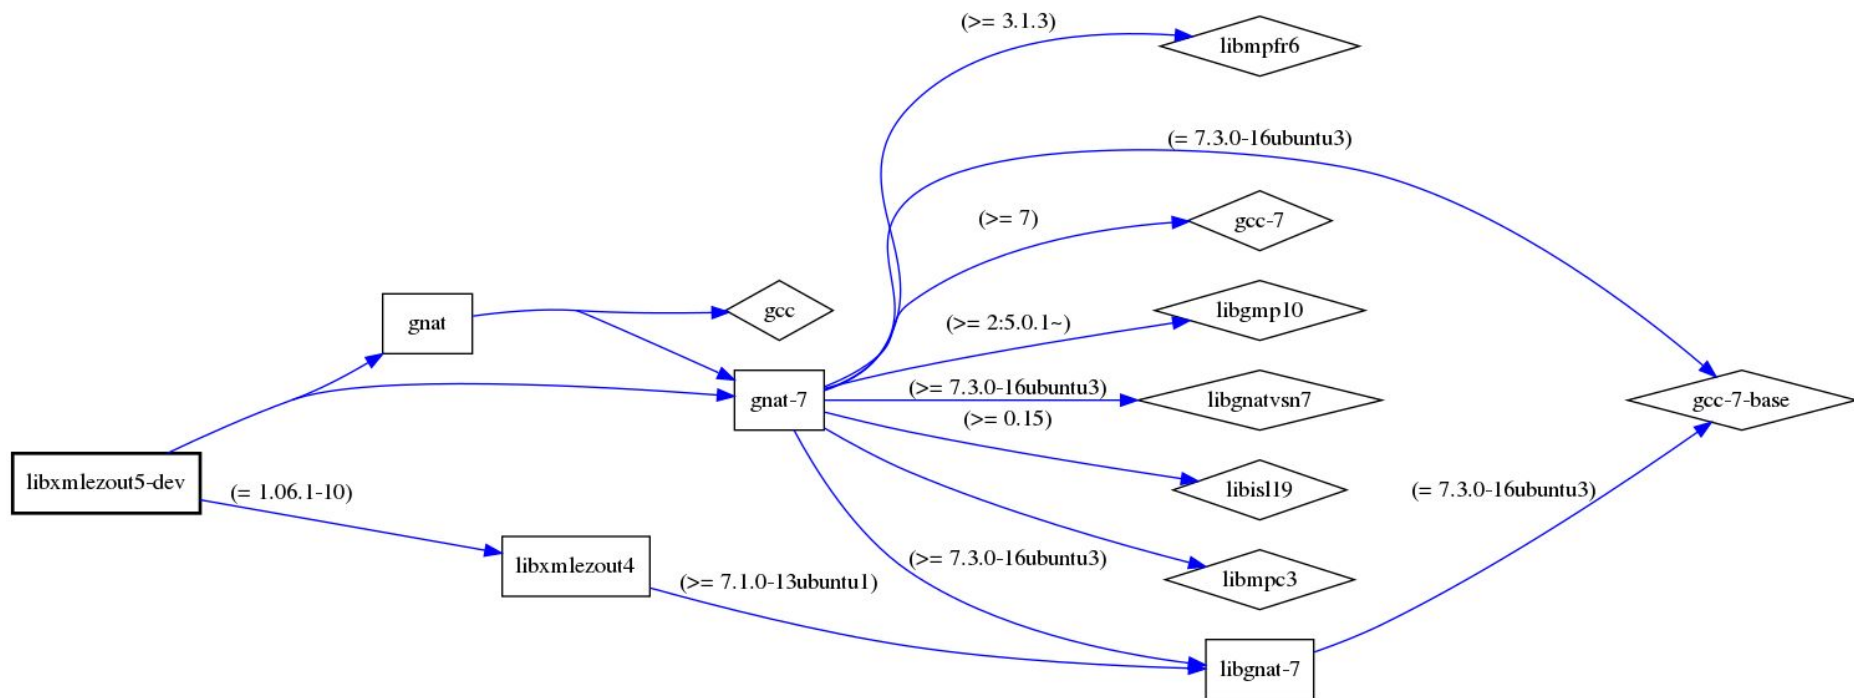 (>= 3.1.3)
libmpfr6
(= 7.3.0-16ubuntu3)
(>= 7)
gcc-7
gnat
gcc
(>= 2:5.0.1~)
libgmp10
gnat-7
(>= 7.3.0-16ubuntu3)
libgnatvsn7
gcc-7-base
(>= 0.15)
libxmlezout5-dev
(= 1.06.1-10)
libisl19
(= 7.3.0-16ubuntu3)
libxmlezout4
(>= 7.1.0-13ubuntu1)
(>= 7.3.0-16ubuntu3)
libmpc3
libgnat-7